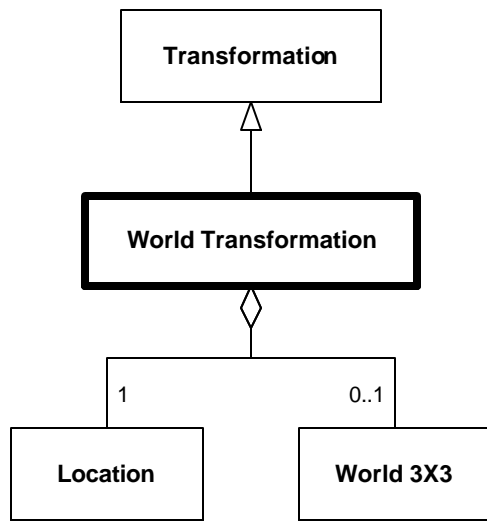 Transformation
World Transformation
1
0..1
Location
World 3X3